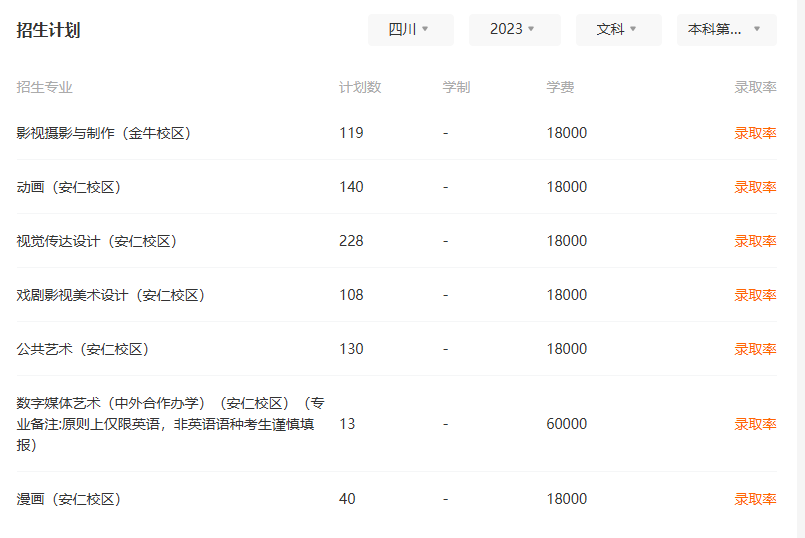 招生计划 四川 2023 文科 本科第...
招生专业 计划数 学制 学费 录取率
影视摄影与制作（金牛校区） 119 - 18000 录取率
动画（安仁校区） 140 - 18000 录取率
视觉传达设计（安仁校区） 228 - 18000 录取率
戏剧影视美术设计（安仁校区） 108 - 18000 录取率
公共艺术（安仁校区） 130 - 18000 录取率
数字媒体艺术（中外合作办学）（安仁校区）（专
业备注:原则上仅限英语，非英语语种考生谨慎填 13 - 60000 录取率
报）
漫画（安仁校区） 40 - 18000 录取率